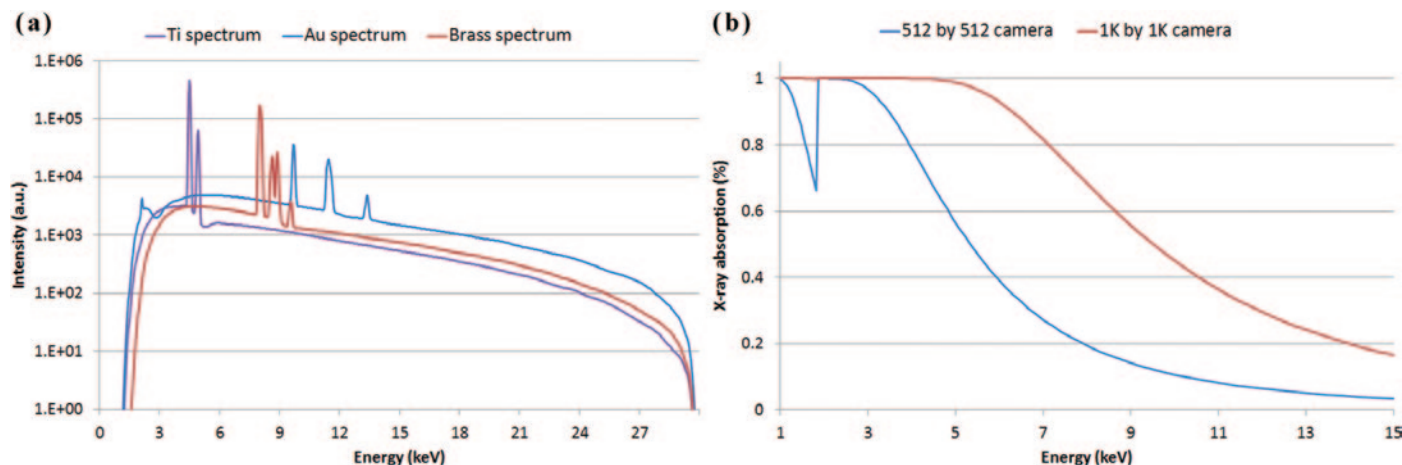 (a)
Ti spectrum Au spectrum Brass spectrum
1.E+06
1.E+05
1.E+04
1.E+03
1.E+02
1.E+01
1.E+00
Intensity (a.u.)
0 3 6 9 12 15 18 21 24 27
Energy (keV)
(b)
512 by 512 camera 1K by 1K camera
1
0.8
0.6
0.4
0.2
0
X-ray absorption (%)
1 3 5 7 9 11 13 15
Energy (keV)